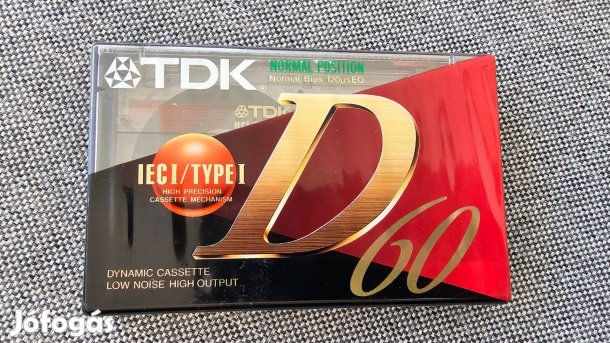 TDK®
NORMAL POSITION
Normal Bias 120µs EQ
TDK
IEC I / TYPE I
HIGH PRECISION
CASSETTE MECHANISM
D
60
DYNAMIC CASSETTE
LOW NOISE HIGH OUTPUT
Jófogás